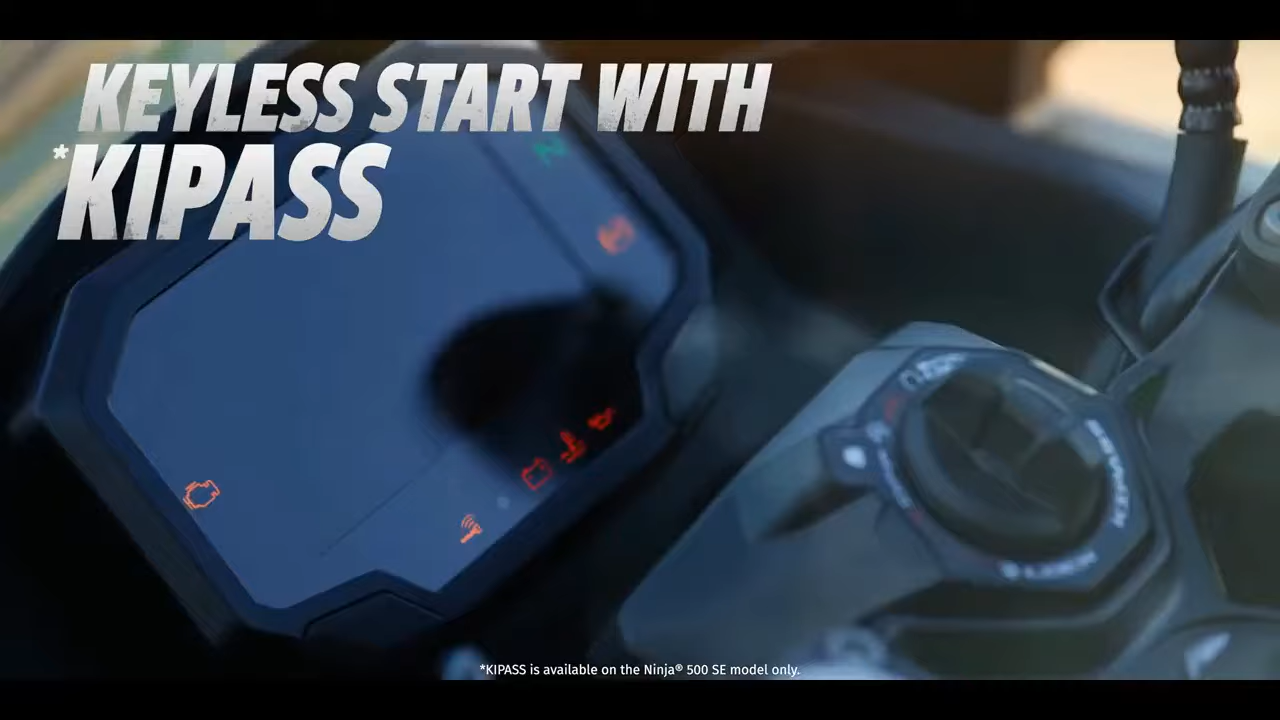 KEYLESS START WITH
*KIPASS
N
*KIPASS is available on the Ninja® 500 SE model only.